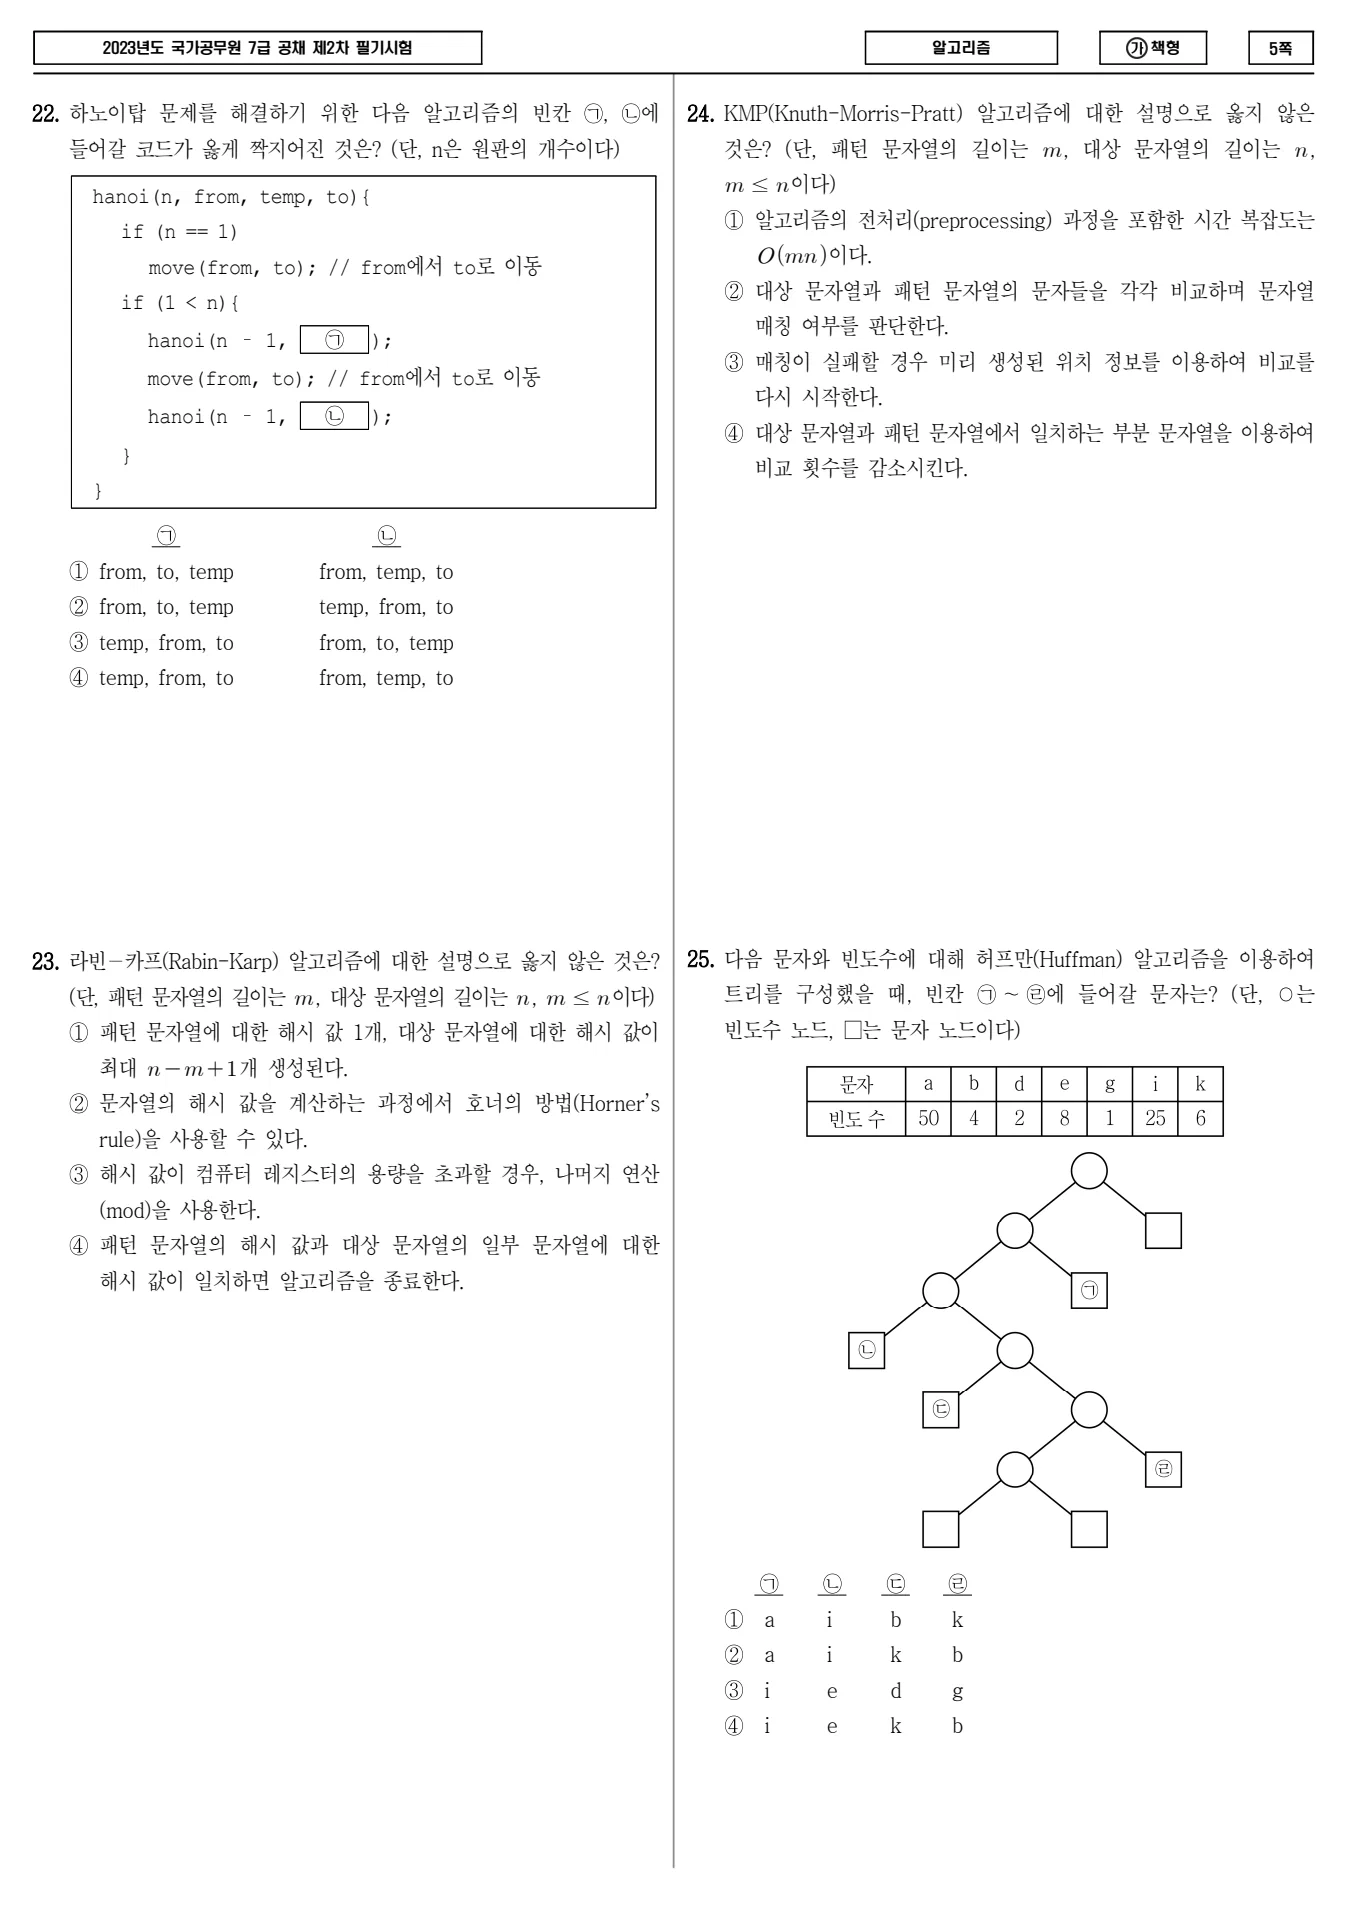 2023년도 국가공무원 7급 공채 제2차 필기시험
알고리즘
㉮책형
5쪽
22. 하노이탑 문제를 해결하기 위한 다음 알고리즘의 빈칸 ㉠, ㉡에
들어갈 코드가 옳게 짝지어진 것은? (단, n은 원판의 개수이다)
hanoi(n, from, temp, to){
if (n == 1)
move(from, to); // from에서 to로 이동
if (1 < n){
hanoi(n - 1, ㉠ );
move(from, to); // from에서 to로 이동
hanoi(n - 1, ㉡ );
}
}
㉠ ㉡
① from, to, temp from, temp, to
② from, to, temp temp, from, to
③ temp, from, to from, to, temp
④ temp, from, to from, temp, to
23. 라빈-카프(Rabin-Karp) 알고리즘에 대한 설명으로 옳지 않은 것은?
(단, 패턴 문자열의 길이는 m, 대상 문자열의 길이는 n, m ≤ n이다)
① 패턴 문자열에 대한 해시 값 1개, 대상 문자열에 대한 해시 값이
최대 n-m+1개 생성된다.
② 문자열의 해시 값을 계산하는 과정에서 호너의 방법(Horner's
rule)을 사용할 수 있다.
③ 해시 값이 컴퓨터 레지스터의 용량을 초과할 경우, 나머지 연산
(mod)을 사용한다.
④ 패턴 문자열의 해시 값과 대상 문자열의 일부 문자열에 대한
해시 값이 일치하면 알고리즘을 종료한다.
24. KMP(Knuth-Morris-Pratt) 알고리즘에 대한 설명으로 옳지 않은
것은? (단, 패턴 문자열의 길이는 m, 대상 문자열의 길이는 n,
m ≤ n이다)
① 알고리즘의 전처리(preprocessing) 과정을 포함한 시간 복잡도는
O(mn)이다.
② 대상 문자열과 패턴 문자열의 문자들을 각각 비교하며 문자열
매칭 여부를 판단한다.
③ 매칭이 실패할 경우 미리 생성된 위치 정보를 이용하여 비교를
다시 시작한다.
④ 대상 문자열과 패턴 문자열에서 일치하는 부분 문자열을 이용하여
비교 횟수를 감소시킨다.
25. 다음 문자와 빈도수에 대해 허프만(Huffman) 알고리즘을 이용하여
트리를 구성했을 때, 빈칸 ㉠ ~ ㉣에 들어갈 문자는? (단, ○는
빈도수 노드, □는 문자 노드이다)
문자 a b d e g i k
빈도 수 50 4 2 8 1 25 6
㉠
㉡
㉢
㉣
㉠ ㉡ ㉢ ㉣
① a i b k
② a i k b
③ i e d g
④ i e k b